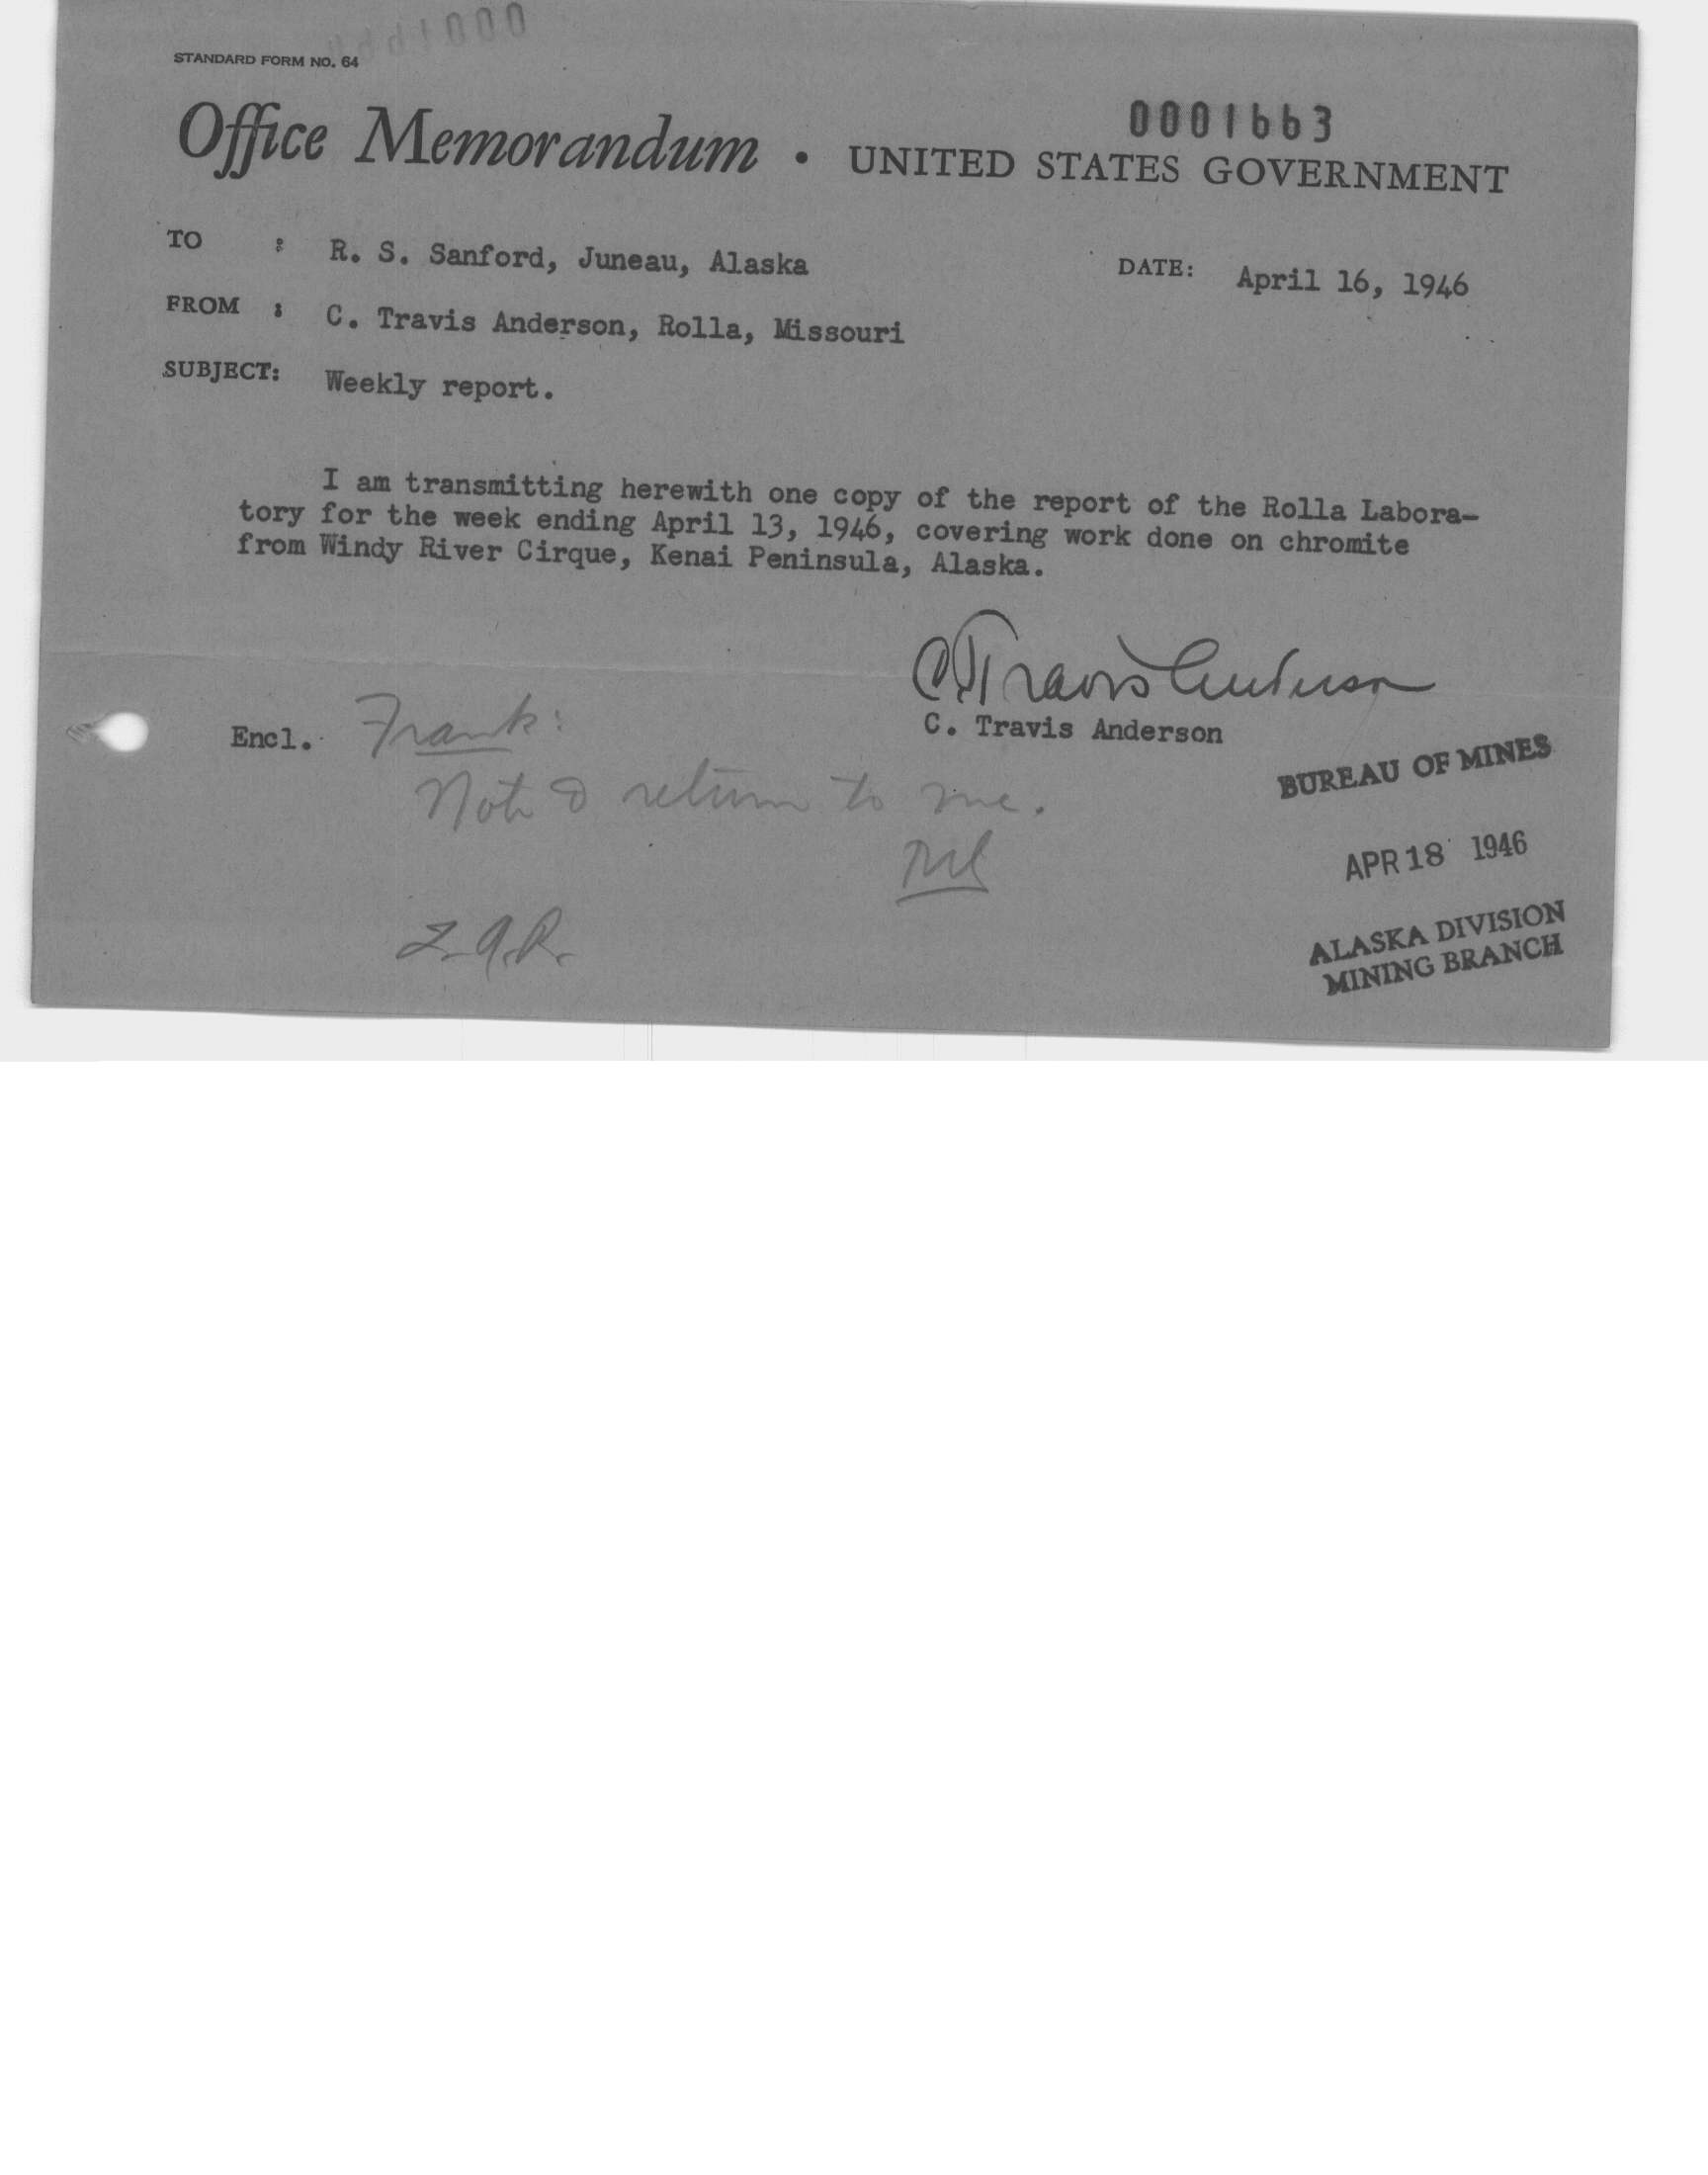 STANDARD FORM NO. 64
0001663
Office Memorandum • UNITED STATES GOVERNMENT
TO : R. S. Sanford, Juneau, Alaska DATE: April 16, 1946
FROM : C. Travis Anderson, Rolla, Missouri
SUBJECT: Weekly report.
I am transmitting herewith one copy of the report of the Rolla Labora-
tory for the week ending April 13, 1946, covering work done on chromite
from Windy River Cirque, Kenai Peninsula, Alaska.
C. Travis Anderson
C. Travis Anderson
Encl. Frank:
Note & return to me.
BUREAU OF MINES
APR 18 1946
ALASKA DIVISION
MINING BRANCH